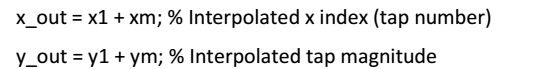 x_out = x1 + xm; % Interpolated x index (tap number)
y_out = y1 + ym; % Interpolated tap magnitude